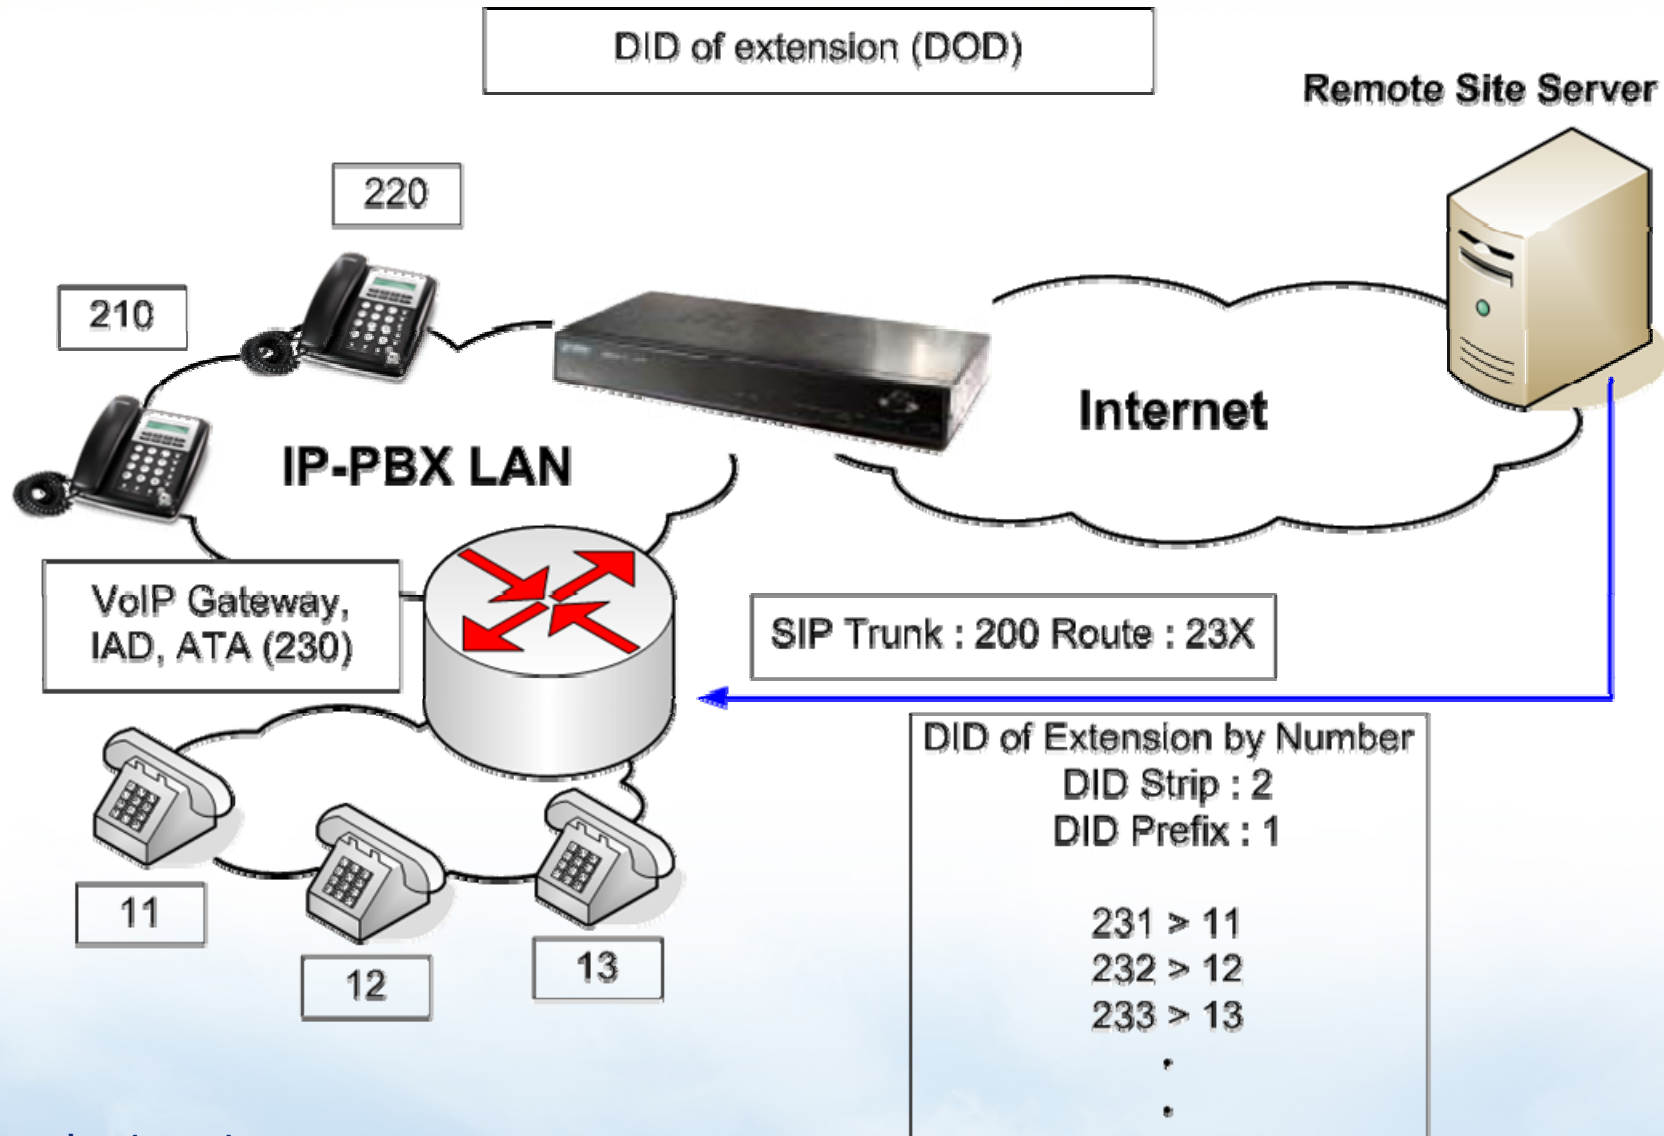 DID of extension (DOD)
Remote Site Server
220
210
Internet
IP-PBX LAN
VoIP Gateway,
IAD, ATA (230)
SIP Trunk : 200 Route : 23X
DID of Extension by Number
DID Strip : 2
DID Prefix : 1
231 > 11
232 > 12
233 > 13
.
.
11
12
13